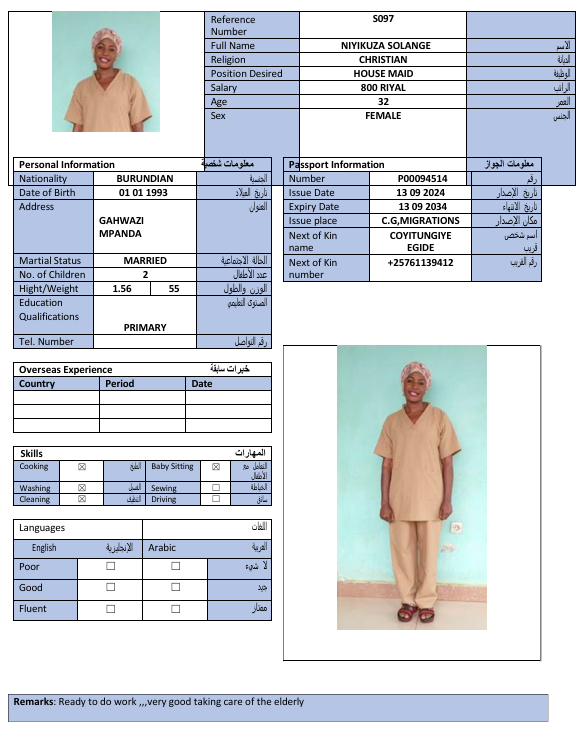 Reference Number S097
Full Name NIYIKUZA SOLANGE الاسم
Religion CHRISTIAN الديانة
Position Desired HOUSE MAID الوظيفة
Salary 800 RIYAL الراتب
Age 32 العمر
Sex FEMALE الجنس
Personal Information معلومات شخصية
Nationality BURUNDIAN الجنسية
Date of Birth 01 01 1993 تاريخ الميلاد
Address العنوان
GAHWAZI
MPANDA
Martial Status MARRIED الحالة الاجتماعية
No. of Children 2 عدد الأطفال
Hight/Weight 1.56 55 الوزن والطول
Education المستوى التعليمي
Qualifications
PRIMARY
Tel. Number رقم التواصل
Passport Information معلومات الجواز
Number P00094514 رقم
Issue Date 13 09 2024 تاريخ الإصدار
Expiry Date 13 09 2034 تاريخ الانتهاء
Issue place C.G,MIGRATIONS مكان الإصدار
Next of Kin COYITUNGIYE اسم شخص
name EGIDE قريب
Next of Kin +25761139412 رقم القريب
number
Overseas Experience خبرات سابقة
Country Period Date
Skills المهارات
Cooking ☒ الطبخ Baby Sitting ☒ التعامل مع
الأطفال
Washing ☒ الغسيل Sewing ☐ الخياطة
Cleaning ☒ التنظيف Driving ☐ سائق
Languages اللغات
English الإنجليزية Arabic العربية
Poor ☐ ☐ لا شيء
Good ☐ ☐ جيد
Fluent ☐ ☐ ممتاز
Remarks: Ready to do work ,,,very good taking care of the elderly